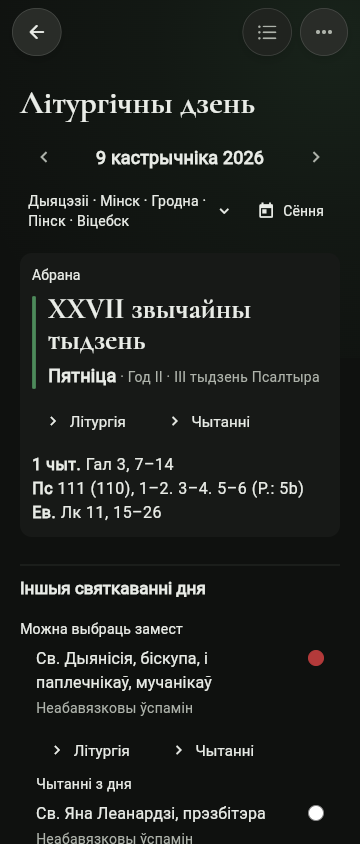 Літургічны дзень
9 кастрычніка 2026
Дыяцэзіі · Мінск · Гродна ·
Пінск · Віцебск
Сёння
Абрана
XXVII звычайны
тыдзень
Пятніца · Год II · III тыдзень Псалтыра
Літургія
Чытанні
1 чыт. Гал 3, 7–14
Пс 111 (110), 1–2. 3–4. 5–6 (Р.: 5b)
Ев. Лк 11, 15–26
Іншыя святкаванні дня
Можна выбраць замест
Св. Дыянісія, біскупа, і
паплечнікаў, мучанікаў
Неабавязковы ўспамін
Літургія
Чытанні
Чытанні з дня
Св. Яна Леанардзі, прэзбітэра
Неабавязковы ўспамін